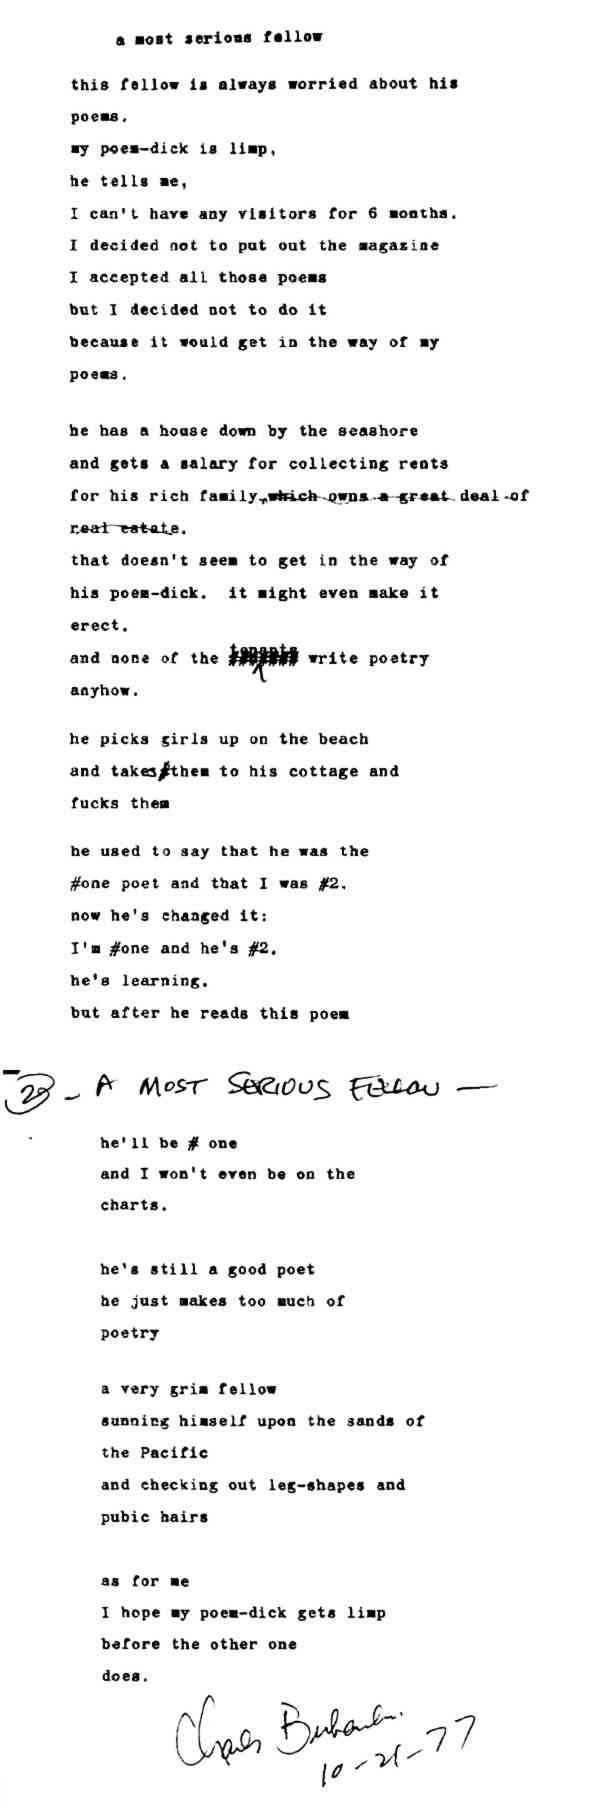 a most serious fellow
this fellow is always worried about his
poems.
my poem-dick is limp,
he tells me,
I can't have any visitors for 6 months.
I decided not to put out the magazine
I accepted all those poems
but I decided not to do it
because it would get in the way of my
poems.
he has a house down by the seashore
and gets a salary for collecting rents
for his rich family, which owns a great deal of
real estate.
that doesn't seem to get in the way of
his poem-dick. it might even make it
erect.
and none of the tenants write poetry
anyhow.
he picks girls up on the beach
and takes them to his cottage and
fucks them
he used to say that he was the
#one poet and that I was #2.
now he's changed it:
I'm #one and he's #2.
he's learning.
but after he reads this poem
29 - A MOST SERIOUS FELLOW —
he'll be # one
and I won't even be on the
charts.
he's still a good poet
he just makes too much of
poetry
a very grim fellow
sunning himself upon the sands of
the Pacific
and checking out leg-shapes and
pubic hairs
as for me
I hope my poem-dick gets limp
before the other one
does.
Charles Bukowski
10-21-77